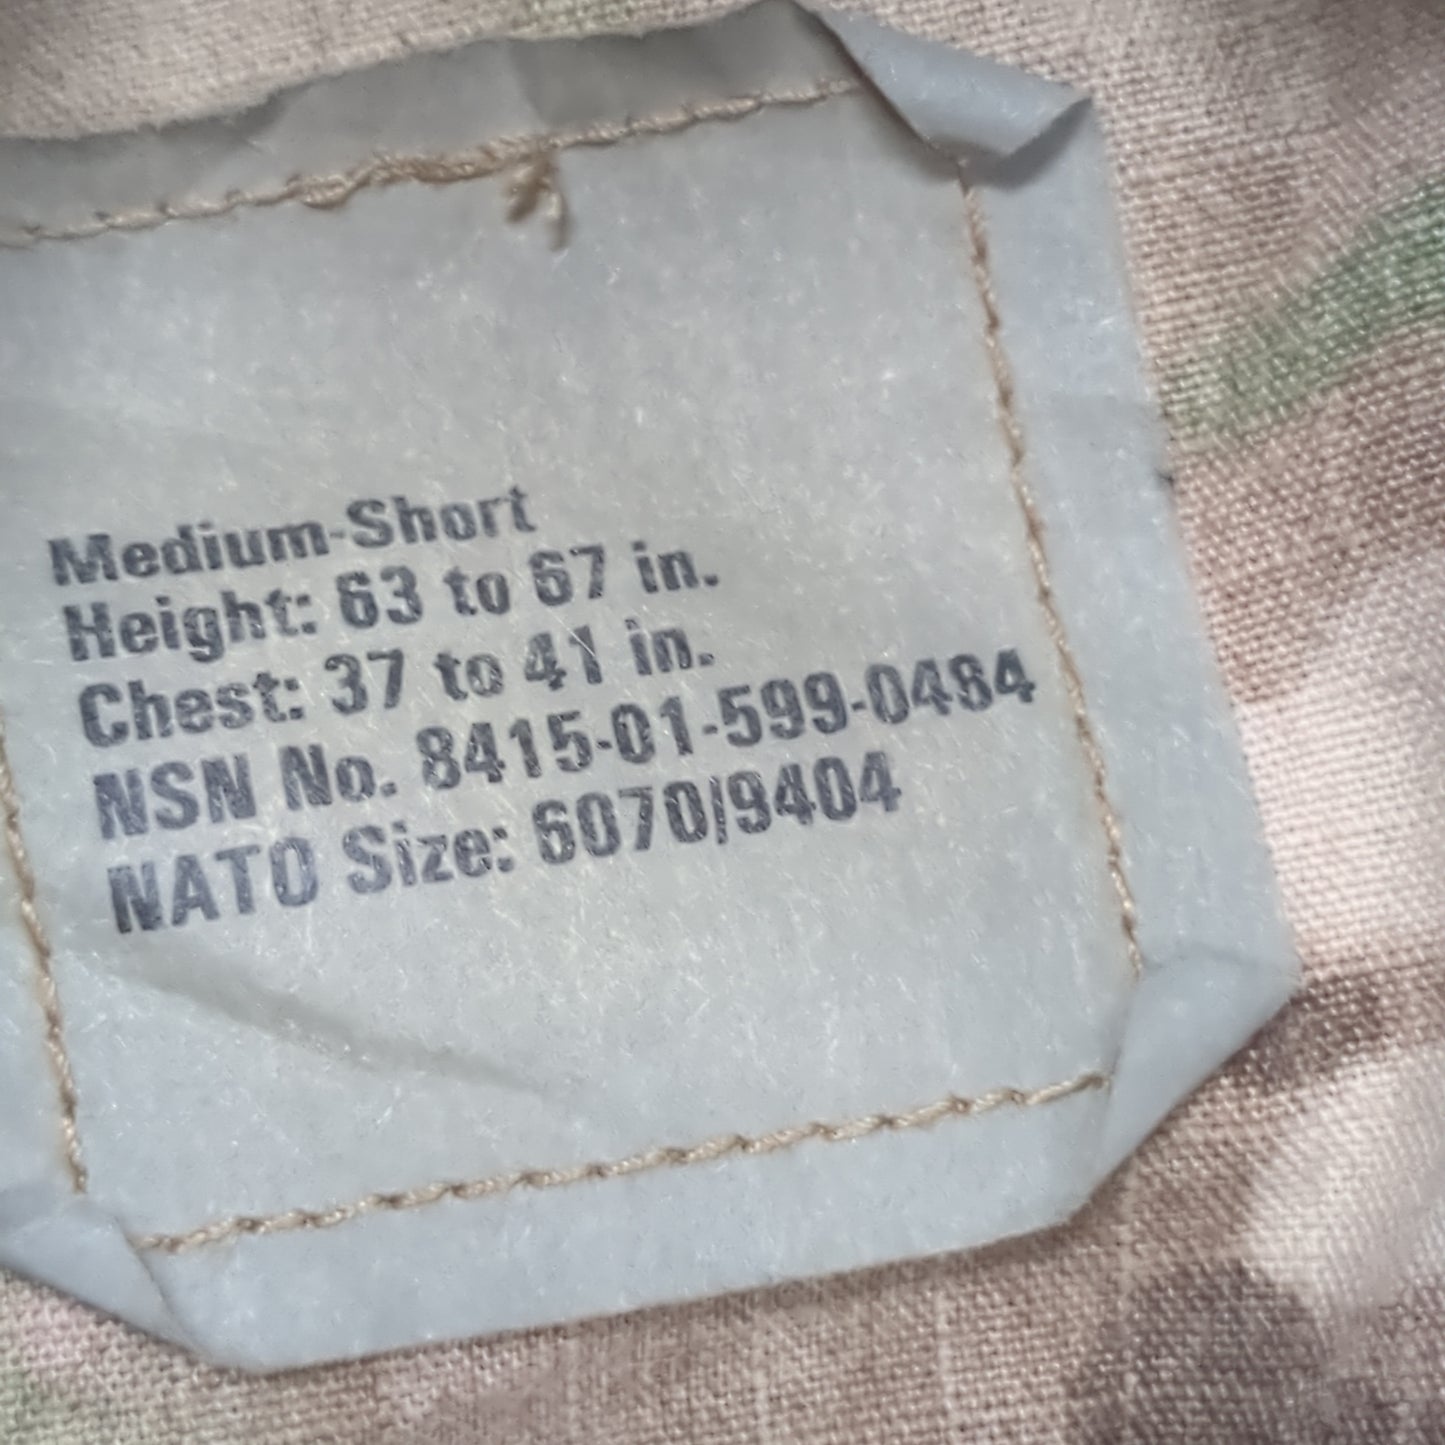 Medium-Short
Height: 63 to 67 in.
Chest: 37 to 41 in.
NSN No. 8415-01-599-0484
NATO Size: 6070/9404